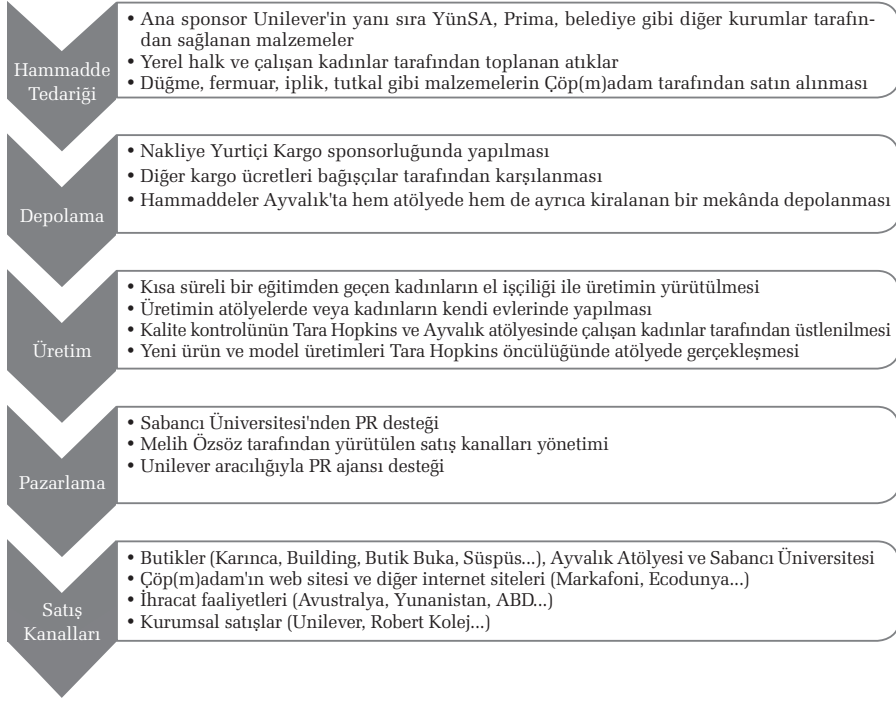 Hammadde
Tedariği
• Ana sponsor Unilever'in yanı sıra YünSA, Prima, belediye gibi diğer kurumlar tarafın-
dan sağlanan malzemeler
• Yerel halk ve çalışan kadınlar tarafından toplanan atıklar
• Düğme, fermuar, iplik, tutkal gibi malzemelerin Çöp(m)adam tarafından satın alınması
Depolama
• Nakliye Yurtiçi Kargo sponsorluğunda yapılması
• Diğer kargo ücretleri bağışçılar tarafından karşılanması
• Hammaddeler Ayvalık'ta hem atölyede hem de ayrıca kiralanan bir mekânda depolanması
Üretim
• Kısa süreli bir eğitimden geçen kadınların el işçiliği ile üretimin yürütülmesi
• Üretimin atölyelerde veya kadınların kendi evlerinde yapılması
• Kalite kontrolünün Tara Hopkins ve Ayvalık atölyesinde çalışan kadınlar tarafından üstlenilmesi
• Yeni ürün ve model üretimleri Tara Hopkins öncülüğünde atölyede gerçekleşmesi
Pazarlama
• Sabancı Üniversitesi'nden PR desteği
• Melih Özsöz tarafından yürütülen satış kanalları yönetimi
• Unilever aracılığıyla PR ajansı desteği
Satış
Kanalları
• Butikler (Karınca, Building, Butik Buka, Süspüs...), Ayvalık Atölyesi ve Sabancı Üniversitesi
• Çöp(m)adam'ın web sitesi ve diğer internet siteleri (Markafoni, Ecodunya...)
• İhracat faaliyetleri (Avustralya, Yunanistan, ABD...)
• Kurumsal satışlar (Unilever, Robert Kolej...)